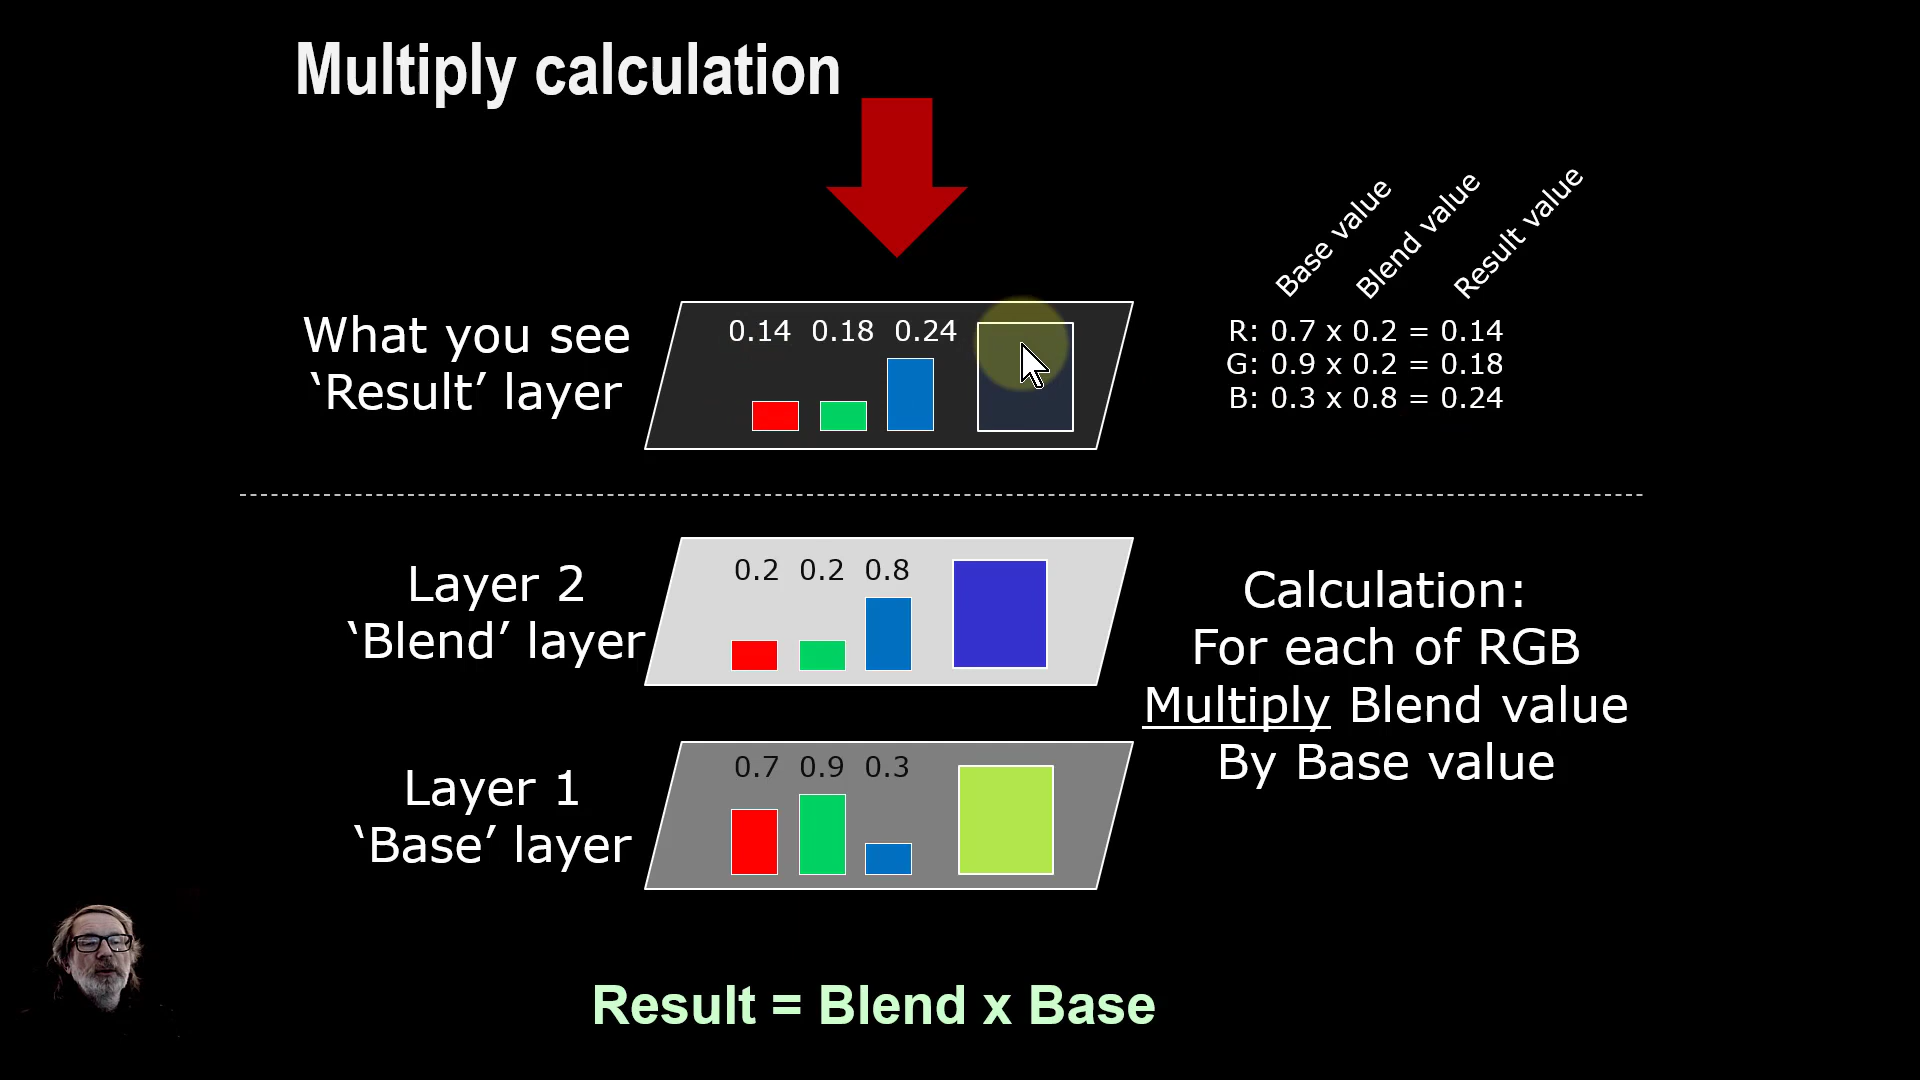 Multiply calculation
Base value
Blend value
Result value
What you see
‘Result’ layer
0.14 0.18 0.24
R: 0.7 x 0.2 = 0.14
G: 0.9 x 0.2 = 0.18
B: 0.3 x 0.8 = 0.24
Layer 2
‘Blend’ layer
0.2 0.2 0.8
Calculation:
For each of RGB
Multiply Blend value
By Base value
Layer 1
‘Base’ layer
0.7 0.9 0.3
Result = Blend x Base